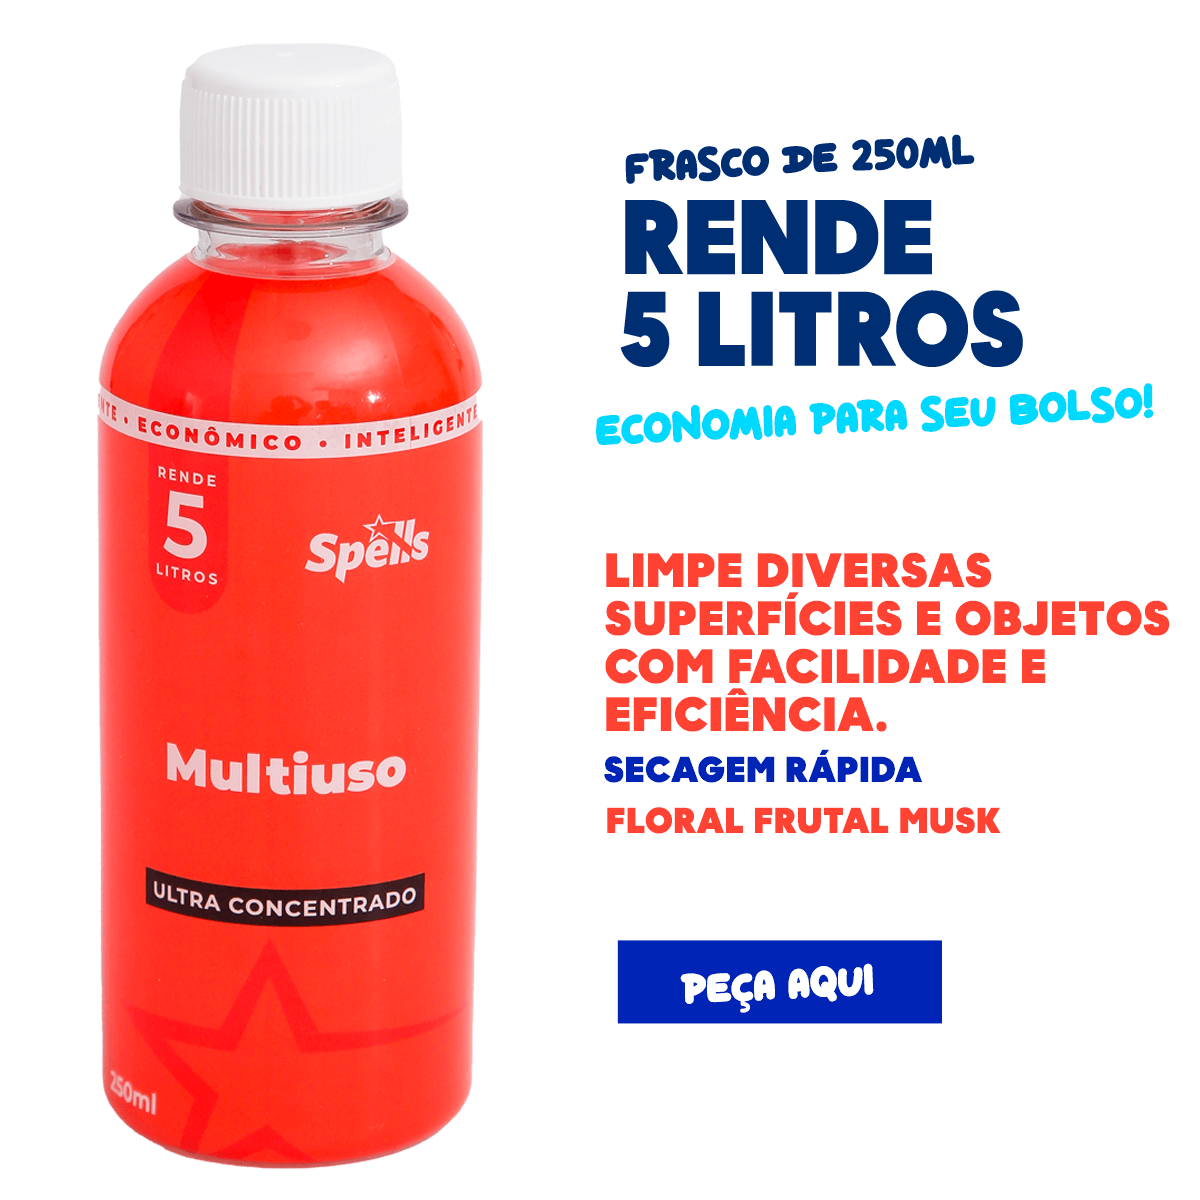 FRASCO DE 250ML
RENDE
5 LITROS
ECONOMIA PARA SEU BOLSO!
LIMPE DIVERSAS
SUPERFÍCIES E OBJETOS
COM FACILIDADE E
EFICIÊNCIA.
SECAGEM RÁPIDA
FLORAL FRUTAL MUSK
PEÇA AQUI
• ECONÔMICO • INTELIGENTE
RENDE
5
LITROS
Spells
Multiuso
ULTRA CONCENTRADO
250ml